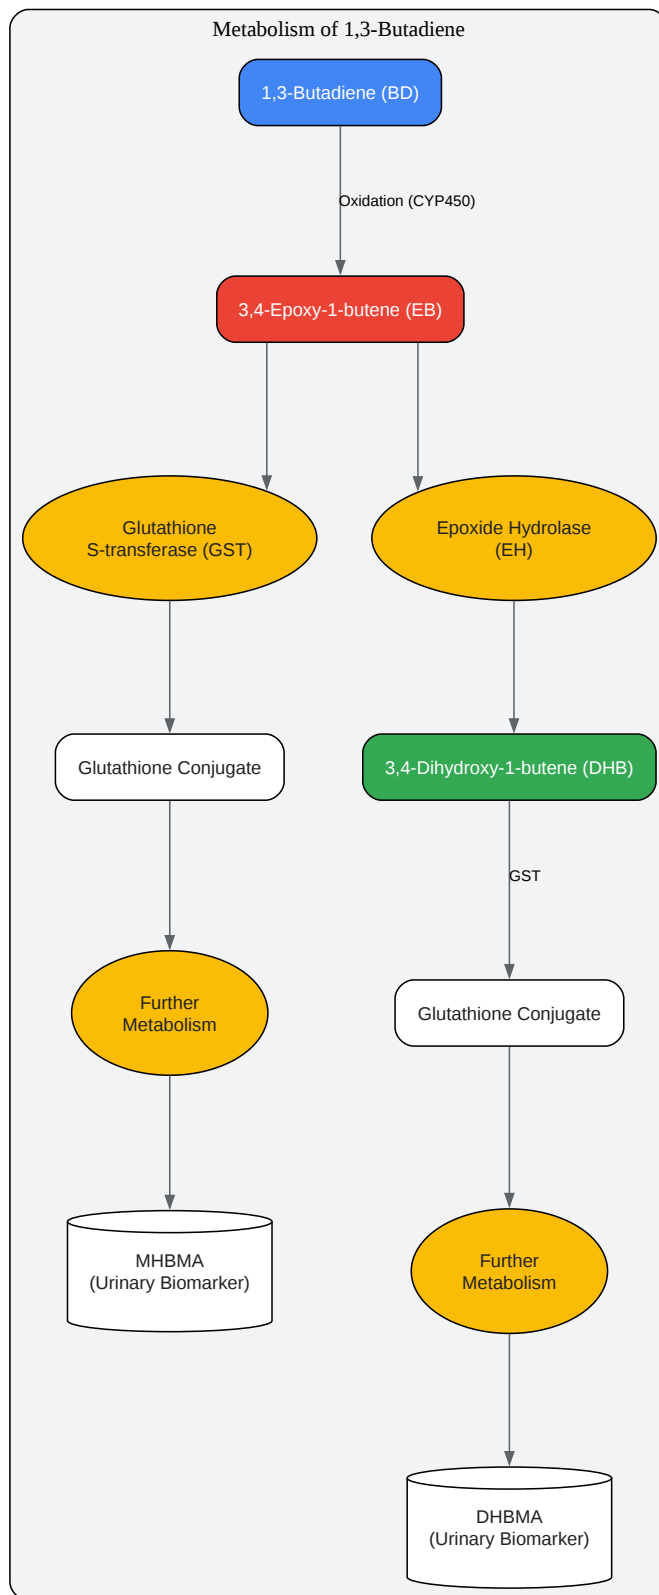 Metabolism of 1,3-Butadiene
1,3-Butadiene (BD)
Oxidation (CYP450)
3,4-Epoxy-1-butene (EB)
Glutathione
S-transferase (GST)
Epoxide Hydrolase
(EH)
Glutathione Conjugate
3,4-Dihydroxy-1-butene (DHB)
GST
Further
Metabolism
Glutathione Conjugate
MHBMA
(Urinary Biomarker)
Further
Metabolism
DHBMA
(Urinary Biomarker)